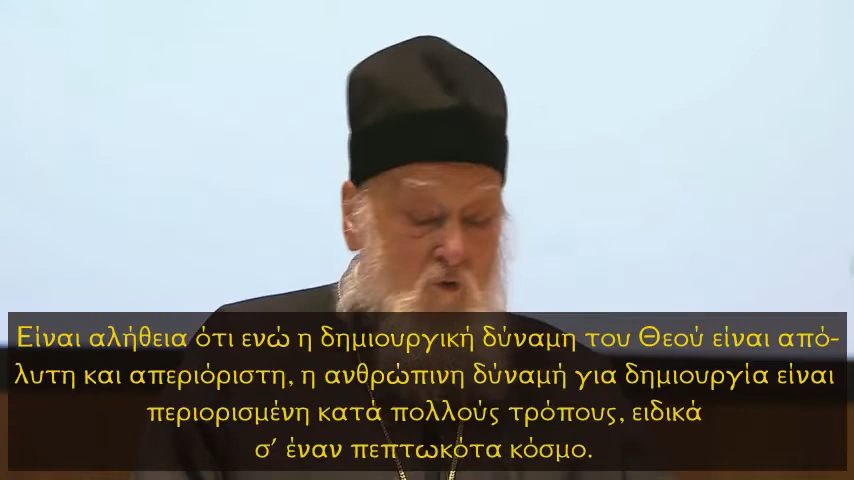 Είναι αλήθεια ότι ενώ η δημιουργική δύναμη του Θεού είναι από-
λυτη και απεριόριστη, η ανθρώπινη δύναμή για δημιουργία είναι
περιορισμένη κατά πολλούς τρόπους, ειδικά
σ’ έναν πεπτωκότα κόσμο.